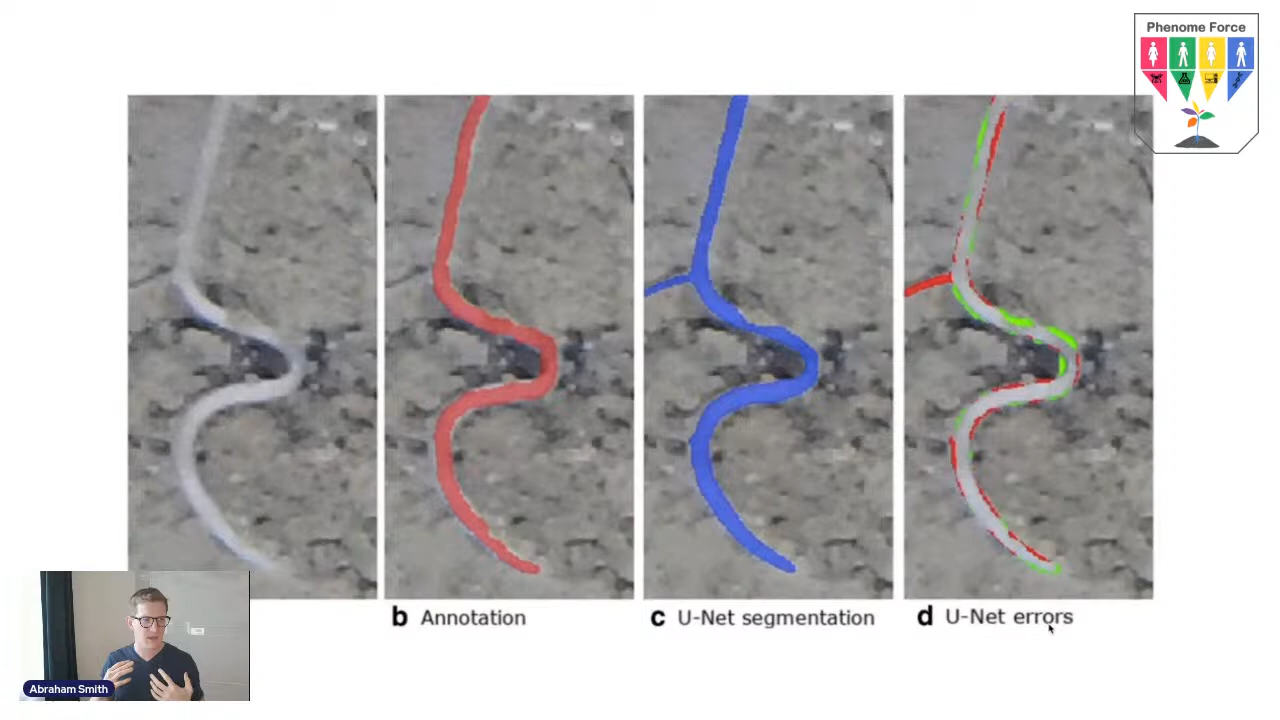 Phenome Force
b Annotation
c U-Net segmentation
d U-Net errors
Abraham Smith